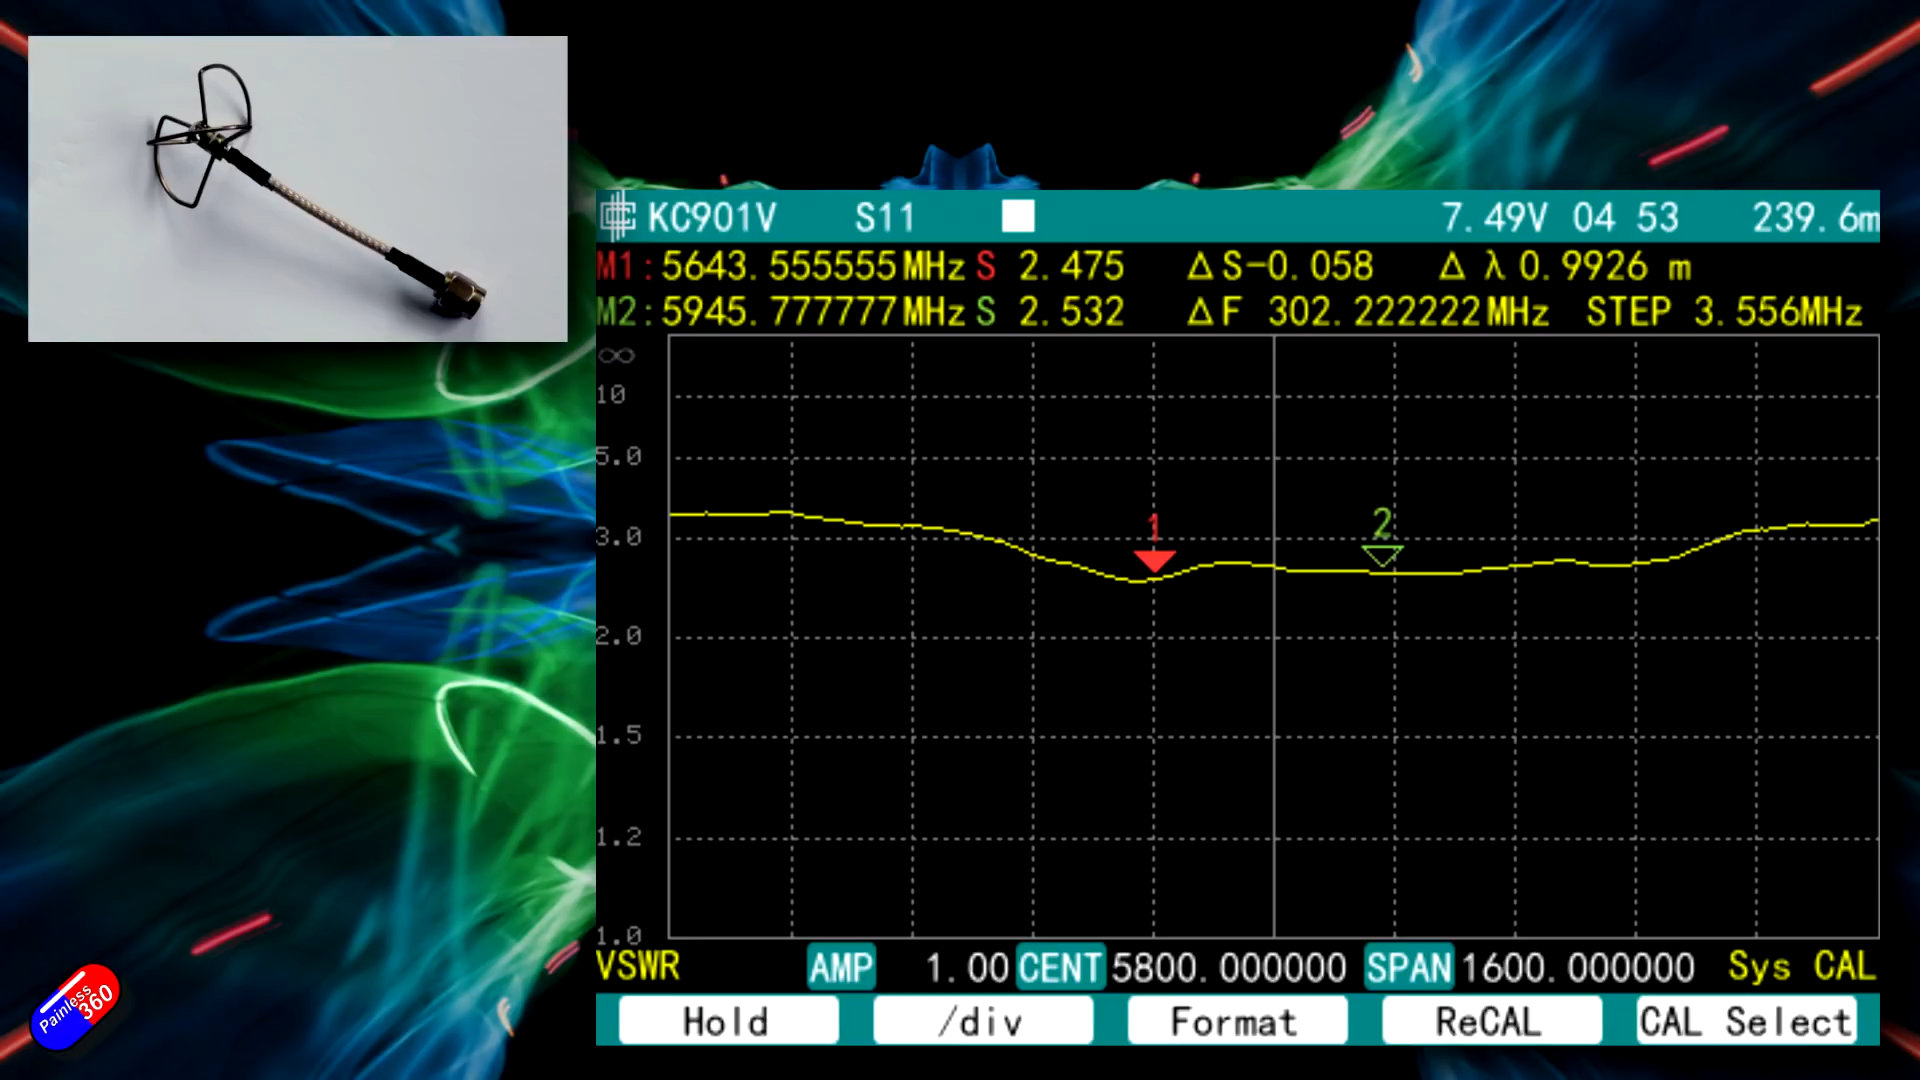 KC901V S11 7.49V 04 53 239.6m
M1:5643.555555MHz S 2.475 ΔS-0.058 Δλ0.9926 m
M2:5945.777777MHz S 2.532 ΔF 302.222222MHz STEP 3.556MHz
∞
10
5.0
3.0
1
2
2.0
1.5
1.2
1.0
VSWR AMP 1.00 CENT 5800.000000 SPAN 1600.000000 Sys CAL
Hold /div Format ReCAL CAL Select
Painless
360